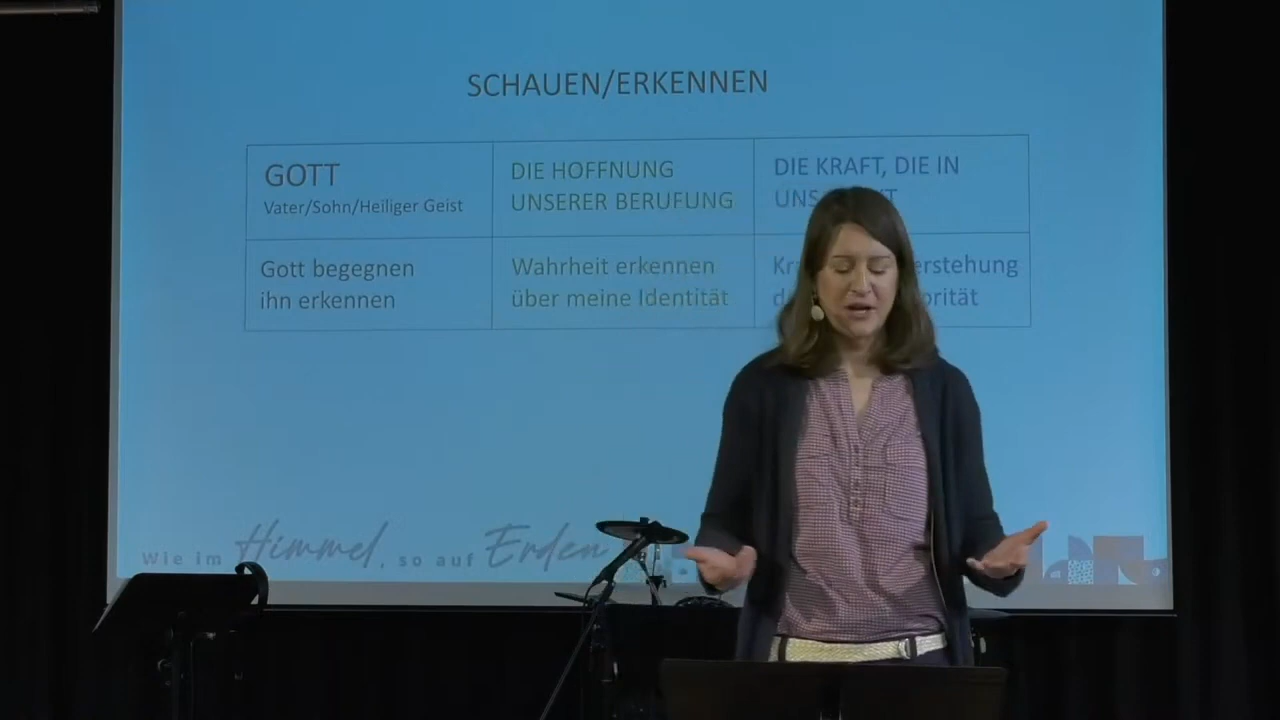 SCHAUEN/ERKENNEN
GOTT
Vater/Sohn/Heiliger Geist
DIE HOFFNUNG
UNSERER BERUFUNG
DIE KRAFT, DIE IN
Gott begegnen
ihn erkennen
Wahrheit erkennen
über meine Identität
Wie im Himmel, so auf Erden